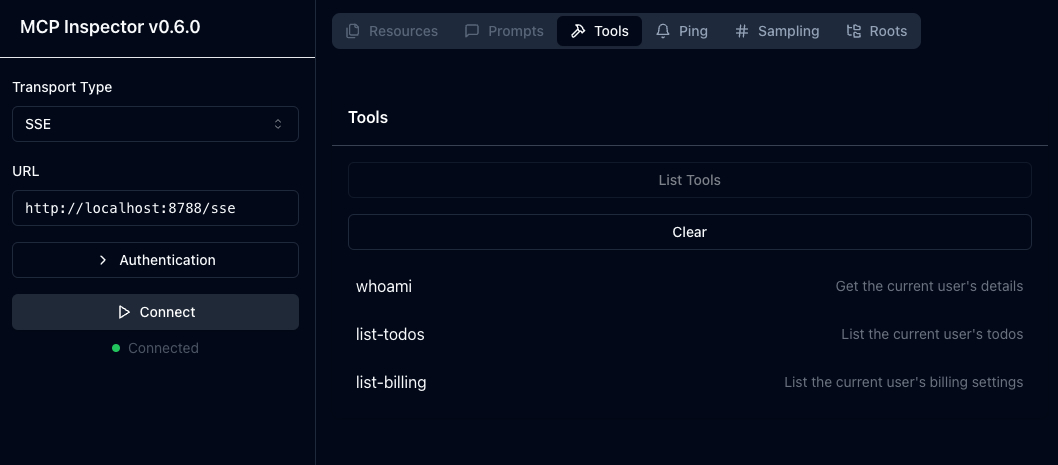 MCP Inspector v0.6.0
Transport Type
SSE
URL
http://localhost:8788/sse
Authentication
Connect
Connected
Resources Prompts Tools Ping Sampling Roots
Tools
List Tools
Clear
whoami Get the current user's details
list-todos List the current user's todos
list-billing List the current user's billing settings